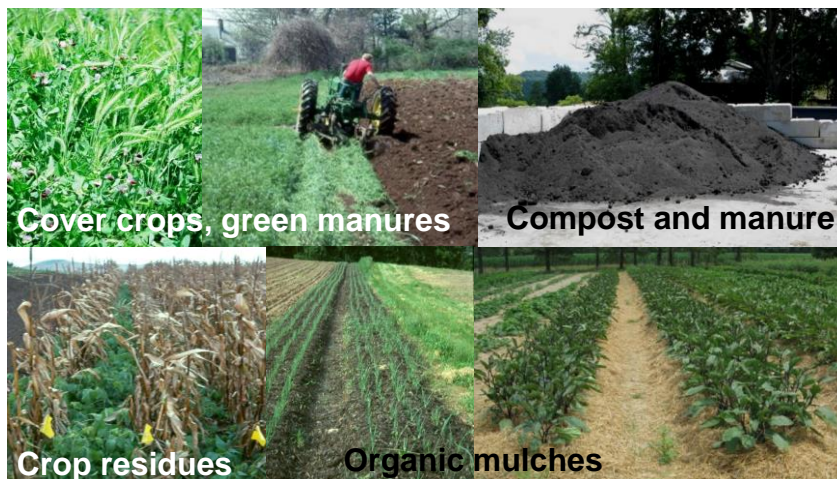 Cover crops, green manures
Compost and manure
Crop residues
Organic mulches